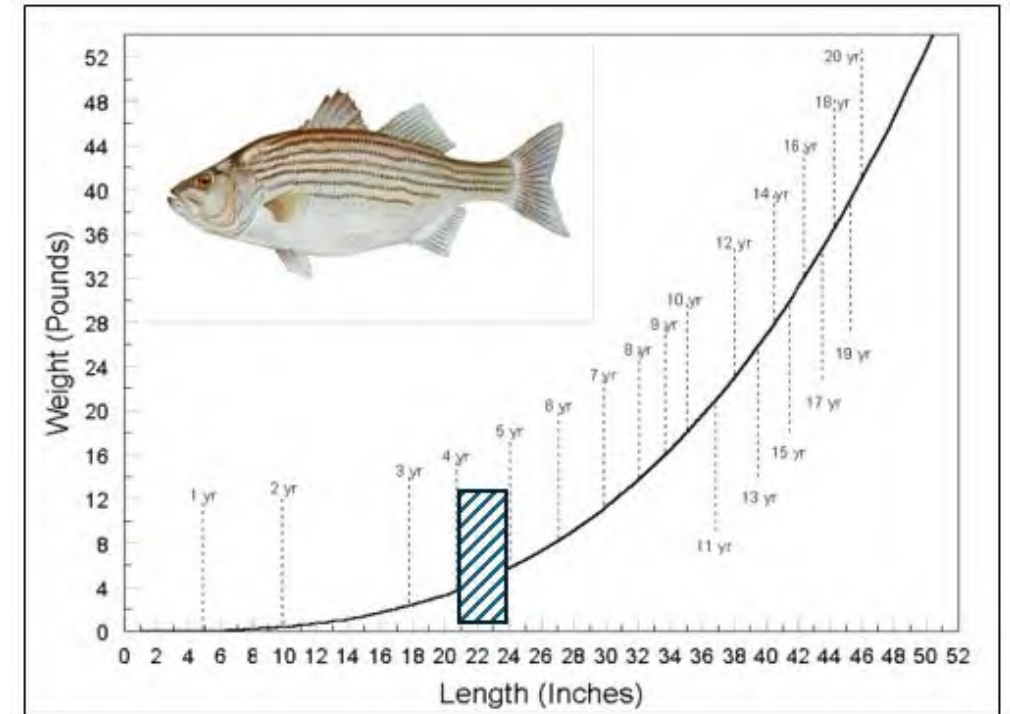 52
48
44
40
36
32
28
24
20
16
12
8
4
0
Weight (Pounds)
20 yr
18 yr
16 yr
14 yr
12 yr
10 yr
9 yr
8 yr
7 yr
6 yr
5 yr
4 yr
3 yr
2 yr
1 yr
19 yr
17 yr
15 yr
13 yr
11 yr
0 2 4 6 8 10 12 14 16 18 20 22 24 26 28 30 32 34 36 38 40 42 44 46 48 50 52
Length (Inches)